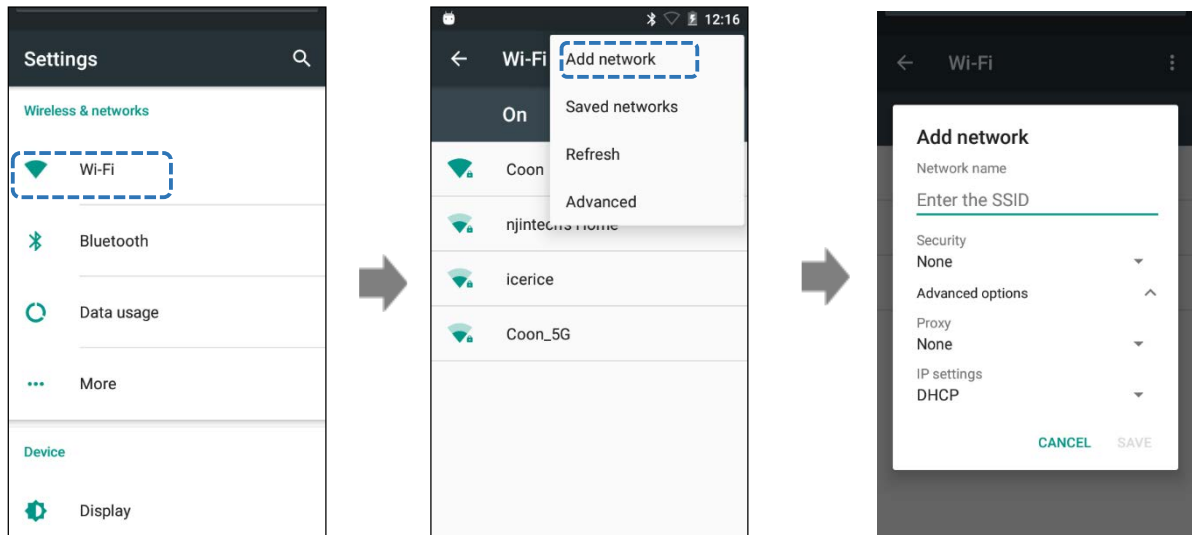 Settings
Wireless & networks
Wi-Fi
Bluetooth
Data usage
More
Device
Display
12:16
Wi-Fi
Add network
On
Saved networks
Refresh
Advanced
Coon
njintech's Home
icerice
Coon_5G
Wi-Fi
Add network
Network name
Enter the SSID
Security
None
Advanced options
Proxy
None
IP settings
DHCP
CANCEL SAVE